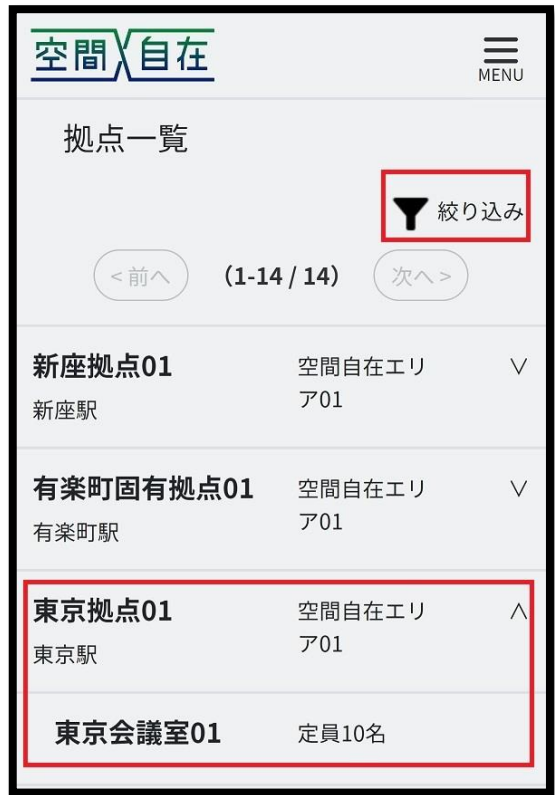 空間自在
MENU
拠点一覧
絞り込み
<前へ (1-14 / 14) 次へ>
新座拠点01 空間自在エリ
新座駅 ア01
有楽町固有拠点01 空間自在エリ
有楽町駅 ア01
東京拠点01 空間自在エリ
東京駅 ア01
東京会議室01 定員10名